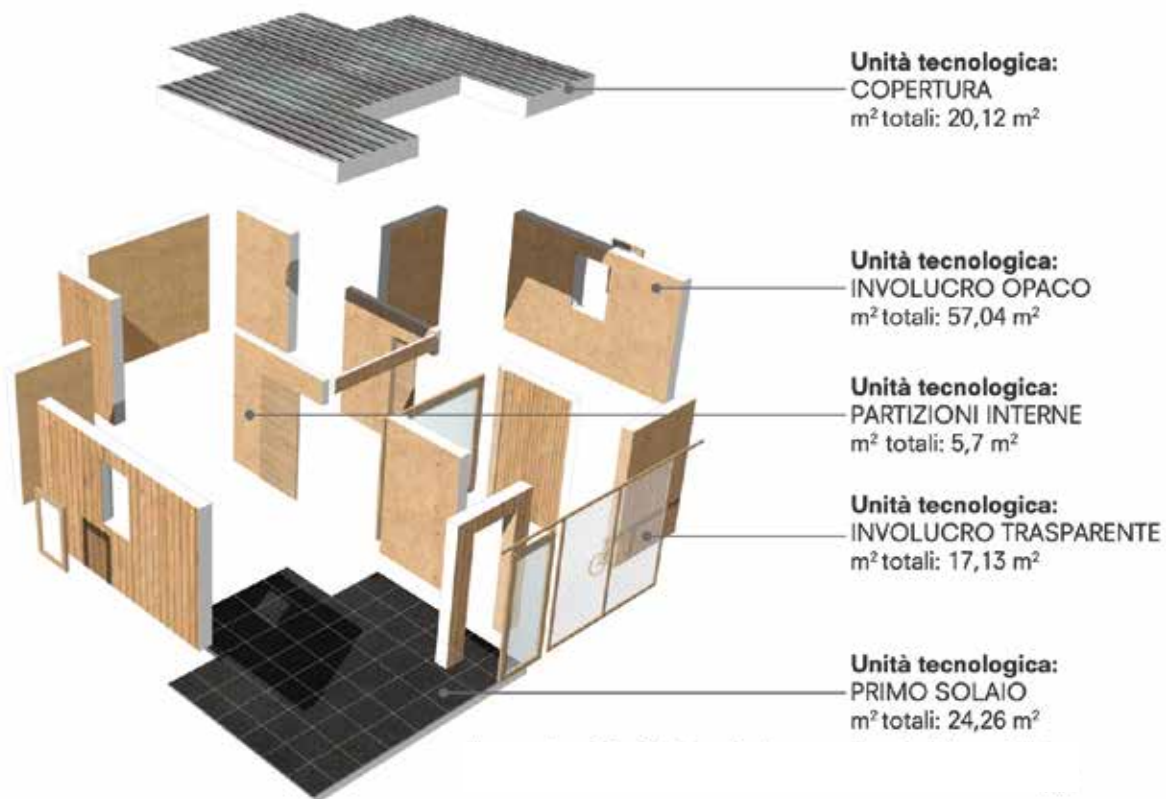 Unità tecnologica:
COPERTURA
m² totali: 20,12 m²
Unità tecnologica:
INVOLUCRO OPACO
m² totali: 57,04 m²
Unità tecnologica:
PARTIZIONI INTERNE
m² totali: 5,7 m²
Unità tecnologica:
INVOLUCRO TRASPARENTE
m² totali: 17,13 m²
Unità tecnologica:
PRIMO SOLAIO
m² totali: 24,26 m²